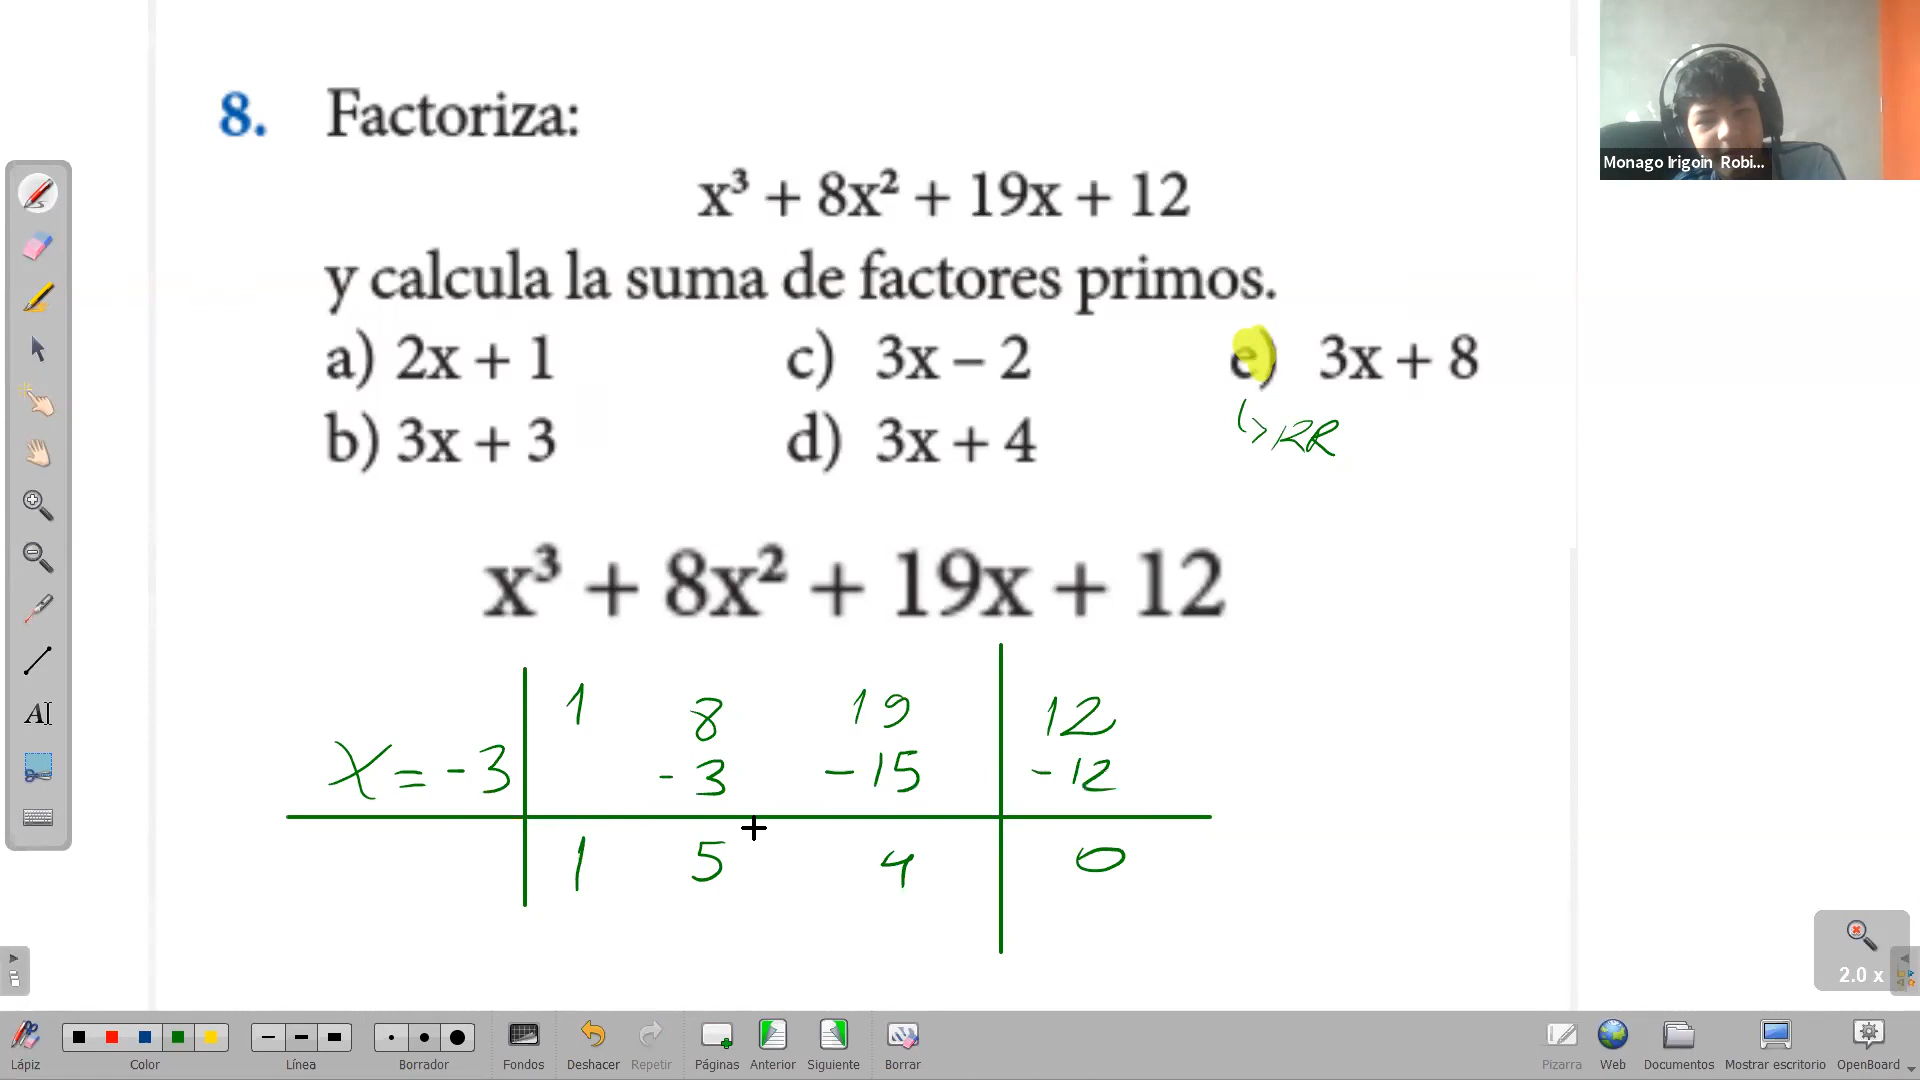 8. Factoriza:
x³ + 8x² + 19x + 12
y calcula la suma de factores primos.
a) 2x + 1 c) 3x – 2 e) 3x + 8
b) 3x + 3 d) 3x + 4
x³ + 8x² + 19x + 12
1 8 19 12
X = -3 -3 -15 -12
1 5 4 0
Monago Irigoin Robi...
2.0 x
Lápiz Color Línea Borrador Fondos Deshacer Repetir Páginas Anterior Siguiente Borrar Pizarra Web Documentos Mostrar escritorio OpenBoard